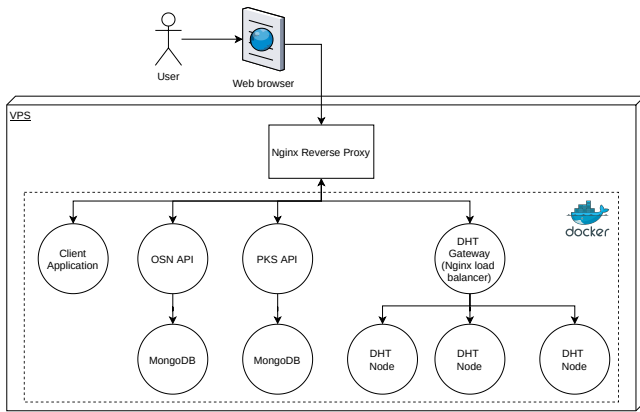 User
Web browser
VPS
Nginx Reverse Proxy
docker
Client
Application
OSN API
PKS API
DHT
Gateway
(Nginx load
balancer)
MongoDB
MongoDB
DHT
Node
DHT
Node
DHT
Node